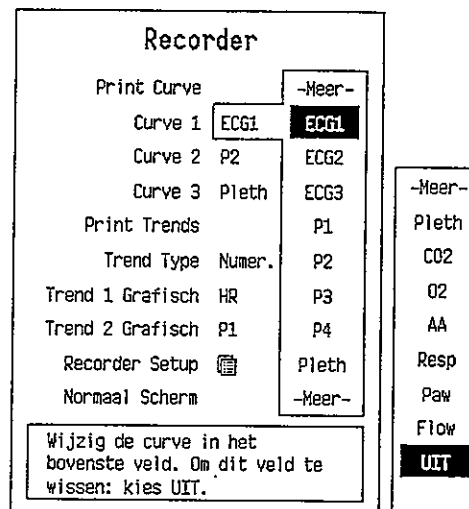 Recorder
Print Curve
Curve 1 ECG1
Curve 2 P2
Curve 3 Pleth
Print Trends
Trend Type Numer.
Trend 1 Grafisch HR
Trend 2 Grafisch P1
Recorder Setup
Normaal Scherm
-Meer-
ECG1
ECG2
ECG3
P1
P2
P3
P4
Pleth
-Meer-
Wijzig de curve in het
bovenste veld. Om dit veld te
wissen: kies UIT.
-Meer-
Pleth
CO2
O2
AA
Resp
Paw
Flow
UIT